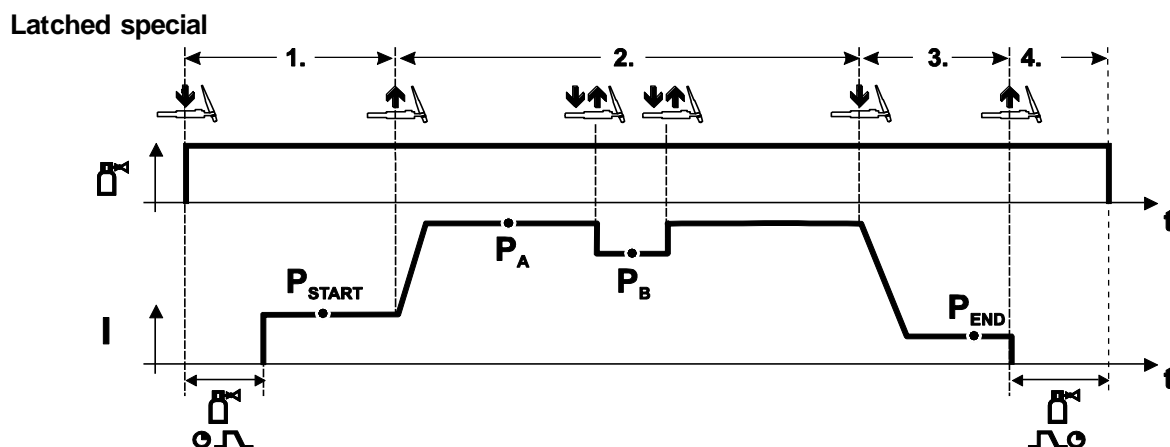 Latched special
1. 2. 3. 4.
t
P_A
P_B
P_START
P_END
I
t